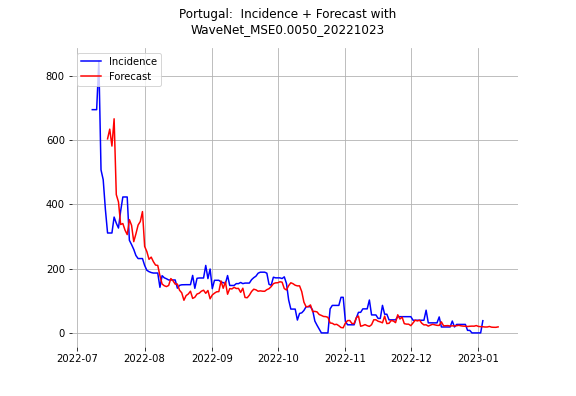 Portugal:  Incidence + Forecast with
WaveNet_MSE0.0050_20221023
Incidence
Forecast
800
600
400
200
0
2022-07 2022-08 2022-09 2022-10 2022-11 2022-12 2023-01